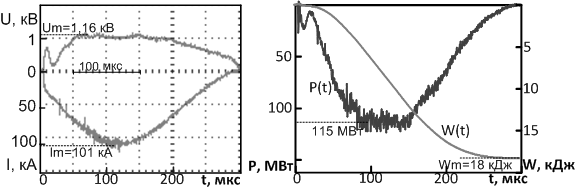 U, кВ
1
0
50
100
I, кА
Um=1,16 кВ
100 мкс
Im=101 кА
100 200 t, мкс
0
50
100
P, МВт
P(t)
W(t)
115 МВт
Wm=18 кДж
100 200 300
t, мкс
5
10
15
W, кДж